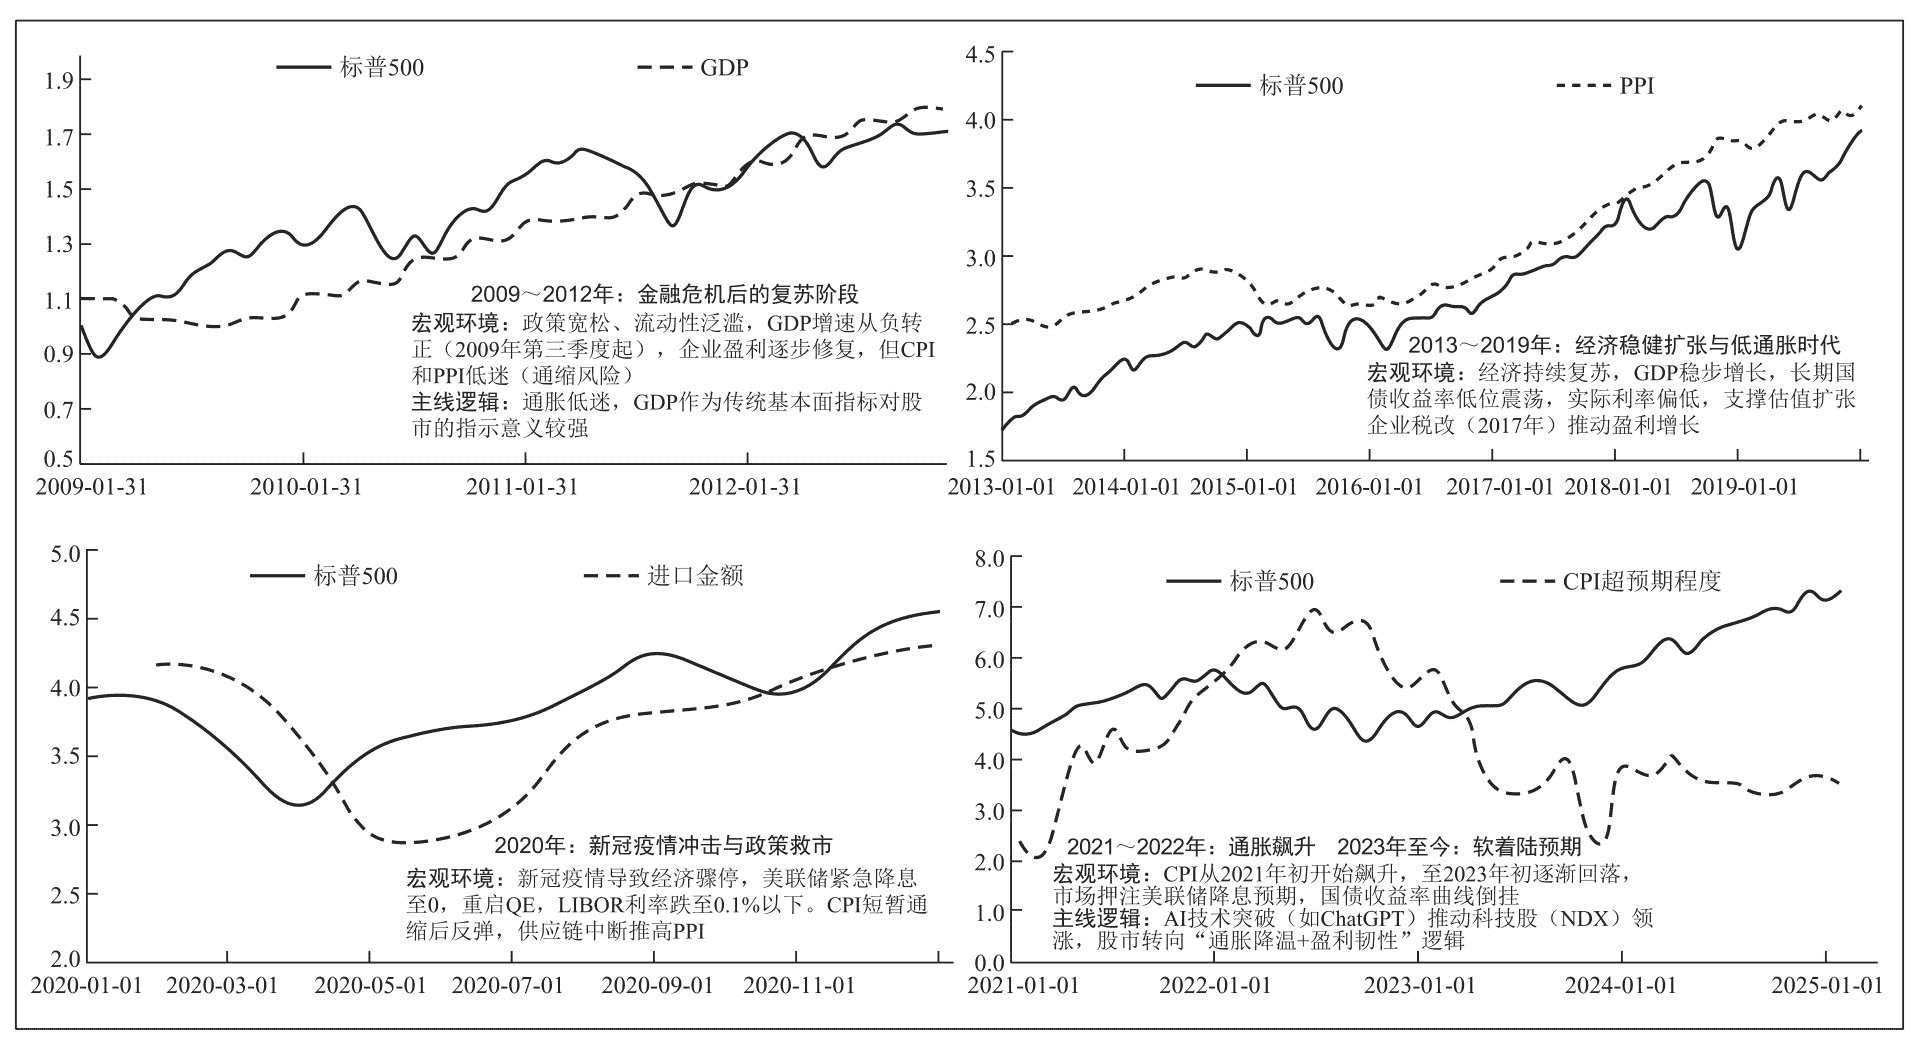 标普500
GDP
1.9
1.7
1.5
1.3
1.1
0.9
0.7
0.5
2009～2012年：金融危机后的复苏阶段
宏观环境：政策宽松、流动性泛滥，GDP增速从负转
正（2009年第三季度起），企业盈利逐步修复，但CPI
和PPI低迷（通缩风险）
主线逻辑：通胀低迷，GDP作为传统基本面指标对股
市的指示意义较强
2009-01-31
2010-01-31
2011-01-31
2012-01-31
标普500
PPI
4.5
4.0
3.5
3.0
2.5
2.0
1.5
2013～2019年：经济稳健扩张与低通胀时代
宏观环境：经济持续复苏，GDP稳步增长，长期国
债收益率低位震荡，实际利率偏低，支撑估值扩张
企业税改（2017年）推动盈利增长
2013-01-01
2014-01-01
2015-01-01
2016-01-01
2017-01-01
2018-01-01
2019-01-01
标普500
进口金额
5.0
4.5
4.0
3.5
3.0
2.5
2.0
2020年：新冠疫情冲击与政策救市
宏观环境：新冠疫情导致经济骤停，美联储紧急降息
至0，重启QE，LIBOR利率跌至0.1%以下。CPI短暂通
缩后反弹，供应链中断推高PPI
2020-01-01
2020-03-01
2020-05-01
2020-07-01
2020-09-01
2020-11-01
标普500
CPI超预期程度
8.0
7.0
6.0
5.0
4.0
3.0
2.0
1.0
0.0
2021～2022年：通胀飙升　2023年至今：软着陆预期
宏观环境：CPI从2021年初开始飙升，至2023年初逐渐回落，
市场押注美联储降息预期，国债收益率曲线倒挂
主线逻辑：AI技术突破（如ChatGPT）推动科技股（NDX）领
涨，股市转向“通胀降温+盈利韧性”逻辑
2021-01-01
2022-01-01
2023-01-01
2024-01-01
2025-01-01